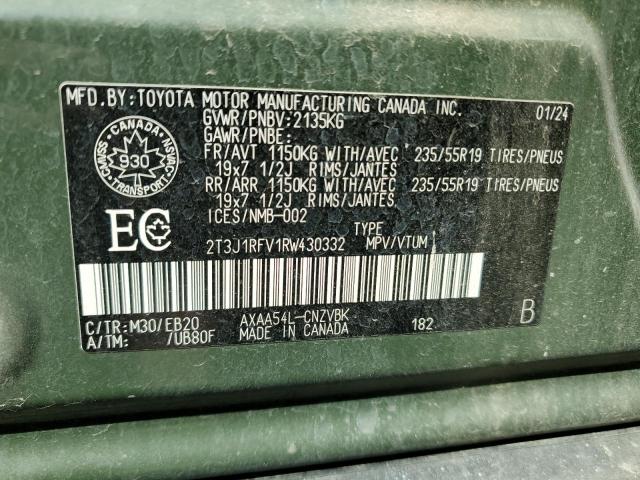 MFD.BY:TOYOTA MOTOR MANUFACTURING CANADA INC. 01/24
GVWR/PNBV:2135KG
GAWR/PNBE:
FR/AVT 1150KG WITH/AVEC 235/55R19 TIRES/PNEUS
19x7 1/2J RIMS/JANTES
RR/ARR 1150KG WITH/AVEC 235/55R19 TIRES/PNEUS
19x7 1/2J RIMS/JANTES
ICES/NMB-002
CANADA
CMVSS
NSVAC
930
TRANSPORT
EC
TYPE
2T3J1RFV1RW430332 MPV/VTUM
C/TR:M30/EB20 AXAA54L-CNZVBK
A/TM: /UB80F MADE IN CANADA 182
B